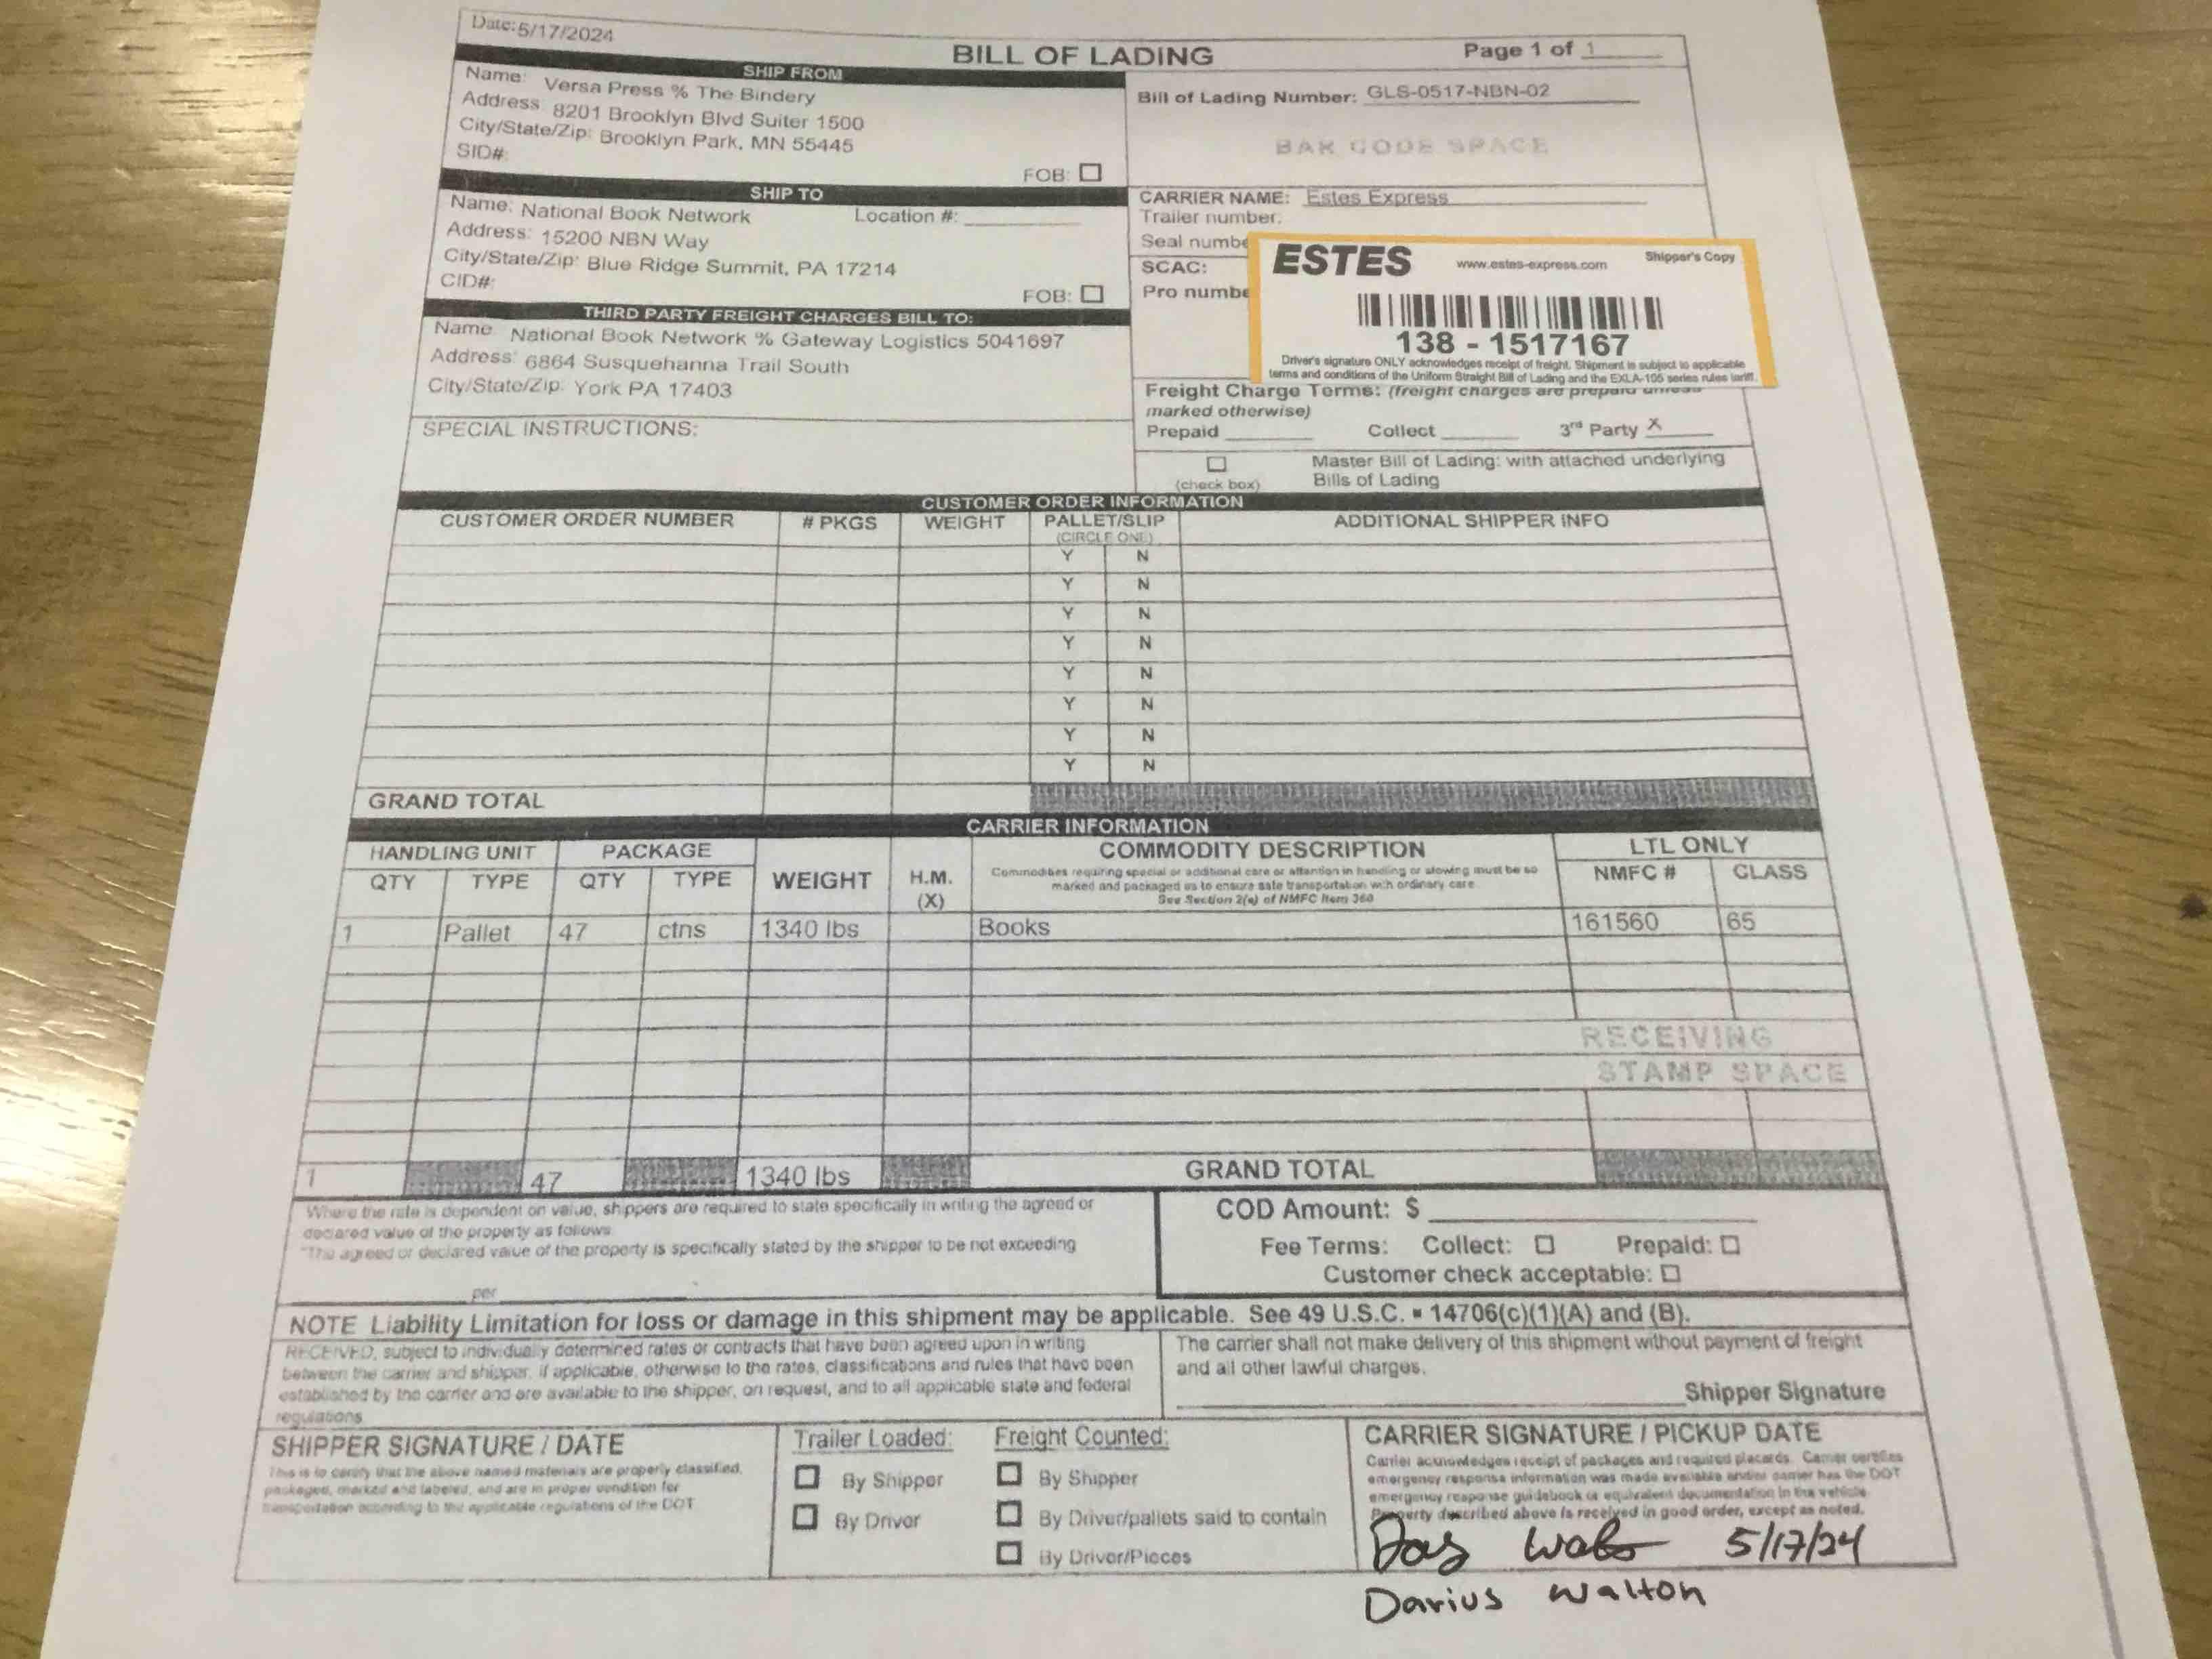 Date: 5/17/2024
BILL OF LADING
Page 1 of 1
SHIP FROM
Name: Versa Press % The Bindery
Address 8201 Brooklyn Blvd Suiter 1500
City/State/Zip: Brooklyn Park, MN 55445
SID#:
FOB:
Bill of Lading Number: GLS-0517-NBN-02
BAR CODE SPACE
SHIP TO
Name: National Book Network Location #:
Address: 15200 NBN Way
City/State/Zip: Blue Ridge Summit, PA 17214
CID#:
FOB:
CARRIER NAME: Estes Express
Trailer number:
Seal numbe
SCAC:
Pro numbe
ESTES www.estes-express.com Shipper's Copy
138 - 1517167
Driver's signature ONLY acknowledges receipt of freight. Shipment is subject to applicable
terms and conditions of the Uniform Straight Bill of Lading and the EXLA-105 series rules tariff.
THIRD PARTY FREIGHT CHARGES BILL TO:
Name National Book Network % Gateway Logistics 5041697
Address: 6864 Susquehanna Trail South
City/State/Zip: York PA 17403
SPECIAL INSTRUCTIONS:
Freight Charge Terms: (freight charges are prepaid unless
marked otherwise)
Prepaid Collect 3rd Party X
Master Bill of Lading: with attached underlying
(check box) Bills of Lading
CUSTOMER ORDER INFORMATION
CUSTOMER ORDER NUMBER # PKGS WEIGHT PALLET/SLIP ADDITIONAL SHIPPER INFO
(CIRCLE ONE)
Y N
Y N
Y N
Y N
Y N
Y N
Y N
Y N
GRAND TOTAL
CARRIER INFORMATION
HANDLING UNIT PACKAGE COMMODITY DESCRIPTION LTL ONLY
QTY TYPE QTY TYPE WEIGHT H.M. (X) NMFC # CLASS
Commodities requiring special or additional care or attention in handling or stowing must be so
marked and packaged as to ensure safe transportation with ordinary care.
See Section 2(e) of NMFC Item 360
1 Pallet 47 ctns 1340 lbs Books 161560 65
RECEIVING
STAMP SPACE
1 47 1340 lbs GRAND TOTAL
Where the rate is dependent on value, shippers are required to state specifically in writing the agreed or
declared value of the property as follows
"The agreed or declared value of the property is specifically stated by the shipper to be not exceeding
per
COD Amount: $
Fee Terms: Collect: Prepaid:
Customer check acceptable:
NOTE Liability Limitation for loss or damage in this shipment may be applicable. See 49 U.S.C. ▪ 14706(c)(1)(A) and (B).
RECEIVED, subject to individually determined rates or contracts that have been agreed upon in writing
between the carrier and shipper, if applicable, otherwise to the rates, classifications and rules that have been
established by the carrier and are available to the shipper, on request, and to all applicable state and federal
regulations
The carrier shall not make delivery of this shipment without payment of freight
and all other lawful charges.
Shipper Signature
SHIPPER SIGNATURE / DATE
This is to certify that the above named materials are properly classified,
packaged, marked and labeled, and are in proper condition for
transportation according to the applicable regulations of the DOT
Trailer Loaded:
By Shipper
By Driver
Freight Counted:
By Shipper
By Driver/pallets said to contain
By Driver/Pieces
CARRIER SIGNATURE / PICKUP DATE
Carrier acknowledges receipt of packages and required placards. Carrier certifies
emergency response information was made available and/or carrier has the DOT
emergency response guidebook or equivalent documentation in the vehicle.
Property described above is received in good order, except as noted.
5/17/24
Darius Walton